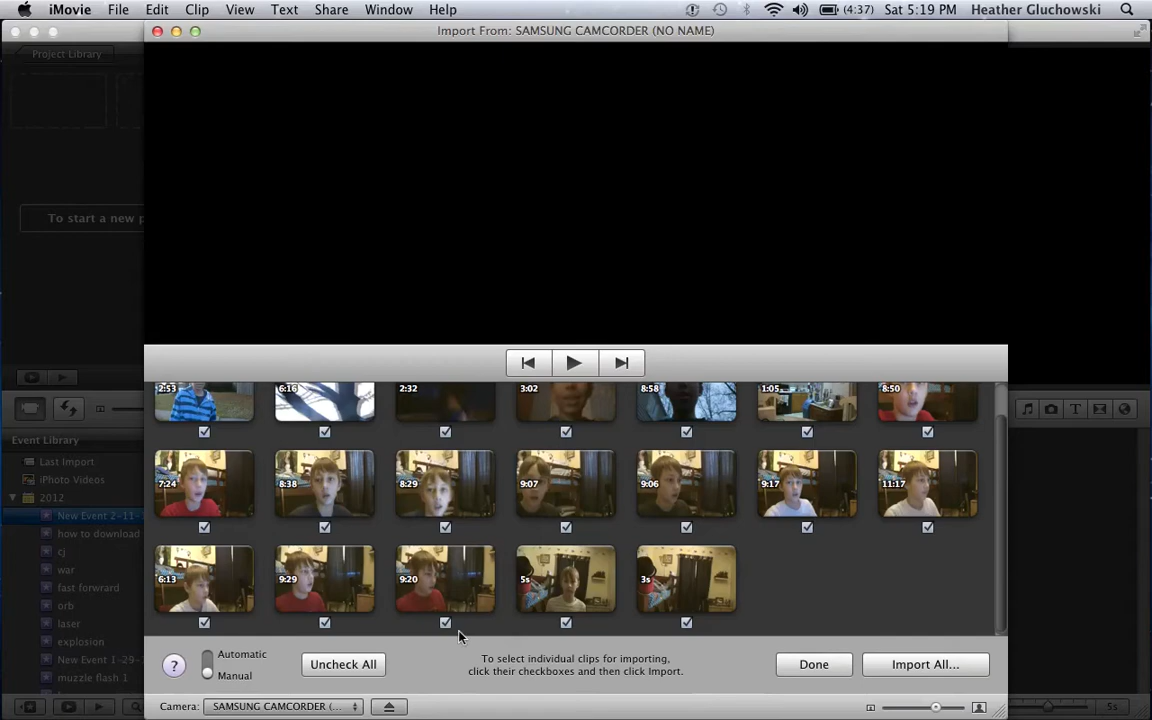 iMovie File Edit Clip View Text Share Window Help (4:37) Sat 5:19 PM Heather Gluchowski
Import From: SAMSUNG CAMCORDER (NO NAME)
Project Library
To start a new p
2:53 6:16 2:32 3:02 8:58 1:05 8:50
Event Library
Last Import
iPhoto Videos
2012
New Event 2-11-1
how to download
cj
war
fast forward
orb
laser
explosion
New Event 1-29-1
muzzle flash 1
7:24 8:38 8:29 9:07 9:06 9:17 11:17
6:13 9:29 9:20 5s 3s
Automatic
Manual
Uncheck All
To select individual clips for importing,
click their checkboxes and then click Import.
Done
Import All...
Camera: SAMSUNG CAMCORDER (...
5s